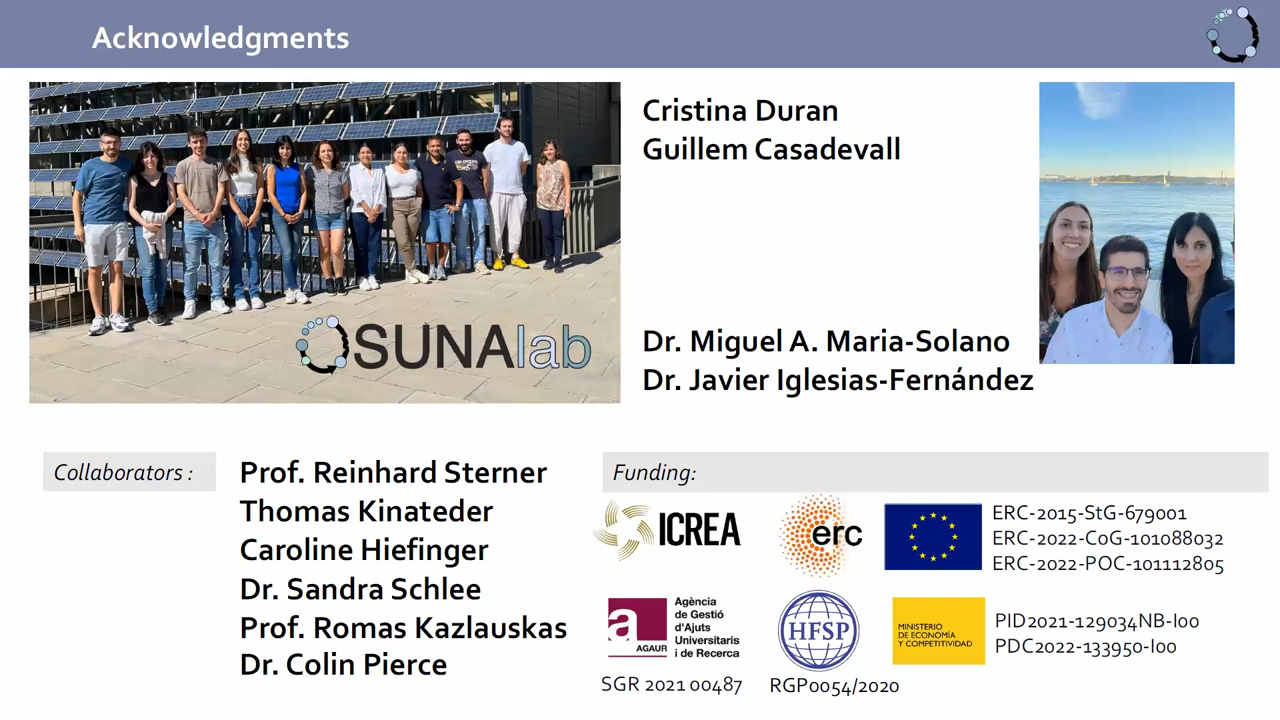 Acknowledgments
SUNAlab
Cristina Duran
Guillem Casadevall
Dr. Miguel A. Maria-Solano
Dr. Javier Iglesias-Fernández
Collaborators :
Prof. Reinhard Sterner
Thomas Kinateder
Caroline Hiefinger
Dr. Sandra Schlee
Prof. Romas Kazlauskas
Dr. Colin Pierce
Funding:
ICREA
erc
ERC-2015-StG-679001
ERC-2022-CoG-101088032
ERC-2022-POC-101112805
a
AGAUR
Agència
de Gestió
d'Ajuts
Universitaris
i de Recerca
SGR 2021 00487
HFSP
RGP0054/2020
MINISTERIO
DE ECONOMÍA
Y COMPETITIVIDAD
PID2021-129034NB-I00
PDC2022-133950-I00